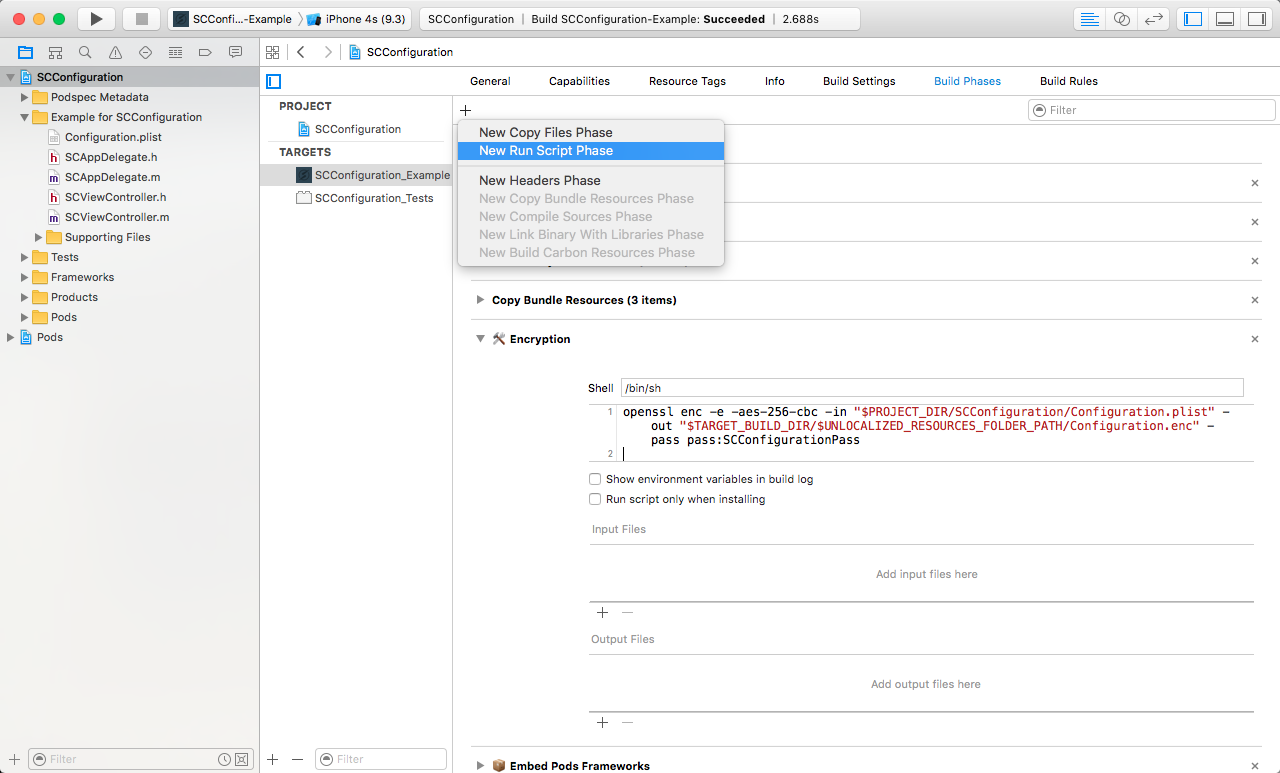 SCConfi...-Example
iPhone 4s (9.3)
SCConfiguration | Build SCConfiguration-Example: Succeeded | 2.688s
SCConfiguration
SCConfiguration
Podspec Metadata
Example for SCConfiguration
Configuration.plist
h SCAppDelegate.h
m SCAppDelegate.m
h SCViewController.h
m SCViewController.m
Supporting Files
Tests
Frameworks
Products
Pods
Pods
Filter
General Capabilities Resource Tags Info Build Settings Build Phases Build Rules
PROJECT
SCConfiguration
TARGETS
SCConfiguration_Example
SCConfiguration_Tests
Filter
Filter
New Copy Files Phase
New Run Script Phase
New Headers Phase
New Copy Bundle Resources Phase
New Compile Sources Phase
New Link Binary With Libraries Phase
New Build Carbon Resources Phase
Copy Bundle Resources (3 items)
Encryption
Shell /bin/sh
1 openssl enc -e -aes-256-cbc -in "$PROJECT_DIR/SCConfiguration/Configuration.plist" -
out "$TARGET_BUILD_DIR/$UNLOCALIZED_RESOURCES_FOLDER_PATH/Configuration.enc" -
pass pass:SCConfigurationPass
2
Show environment variables in build log
Run script only when installing
Input Files
Add input files here
Output Files
Add output files here
Embed Pods Frameworks